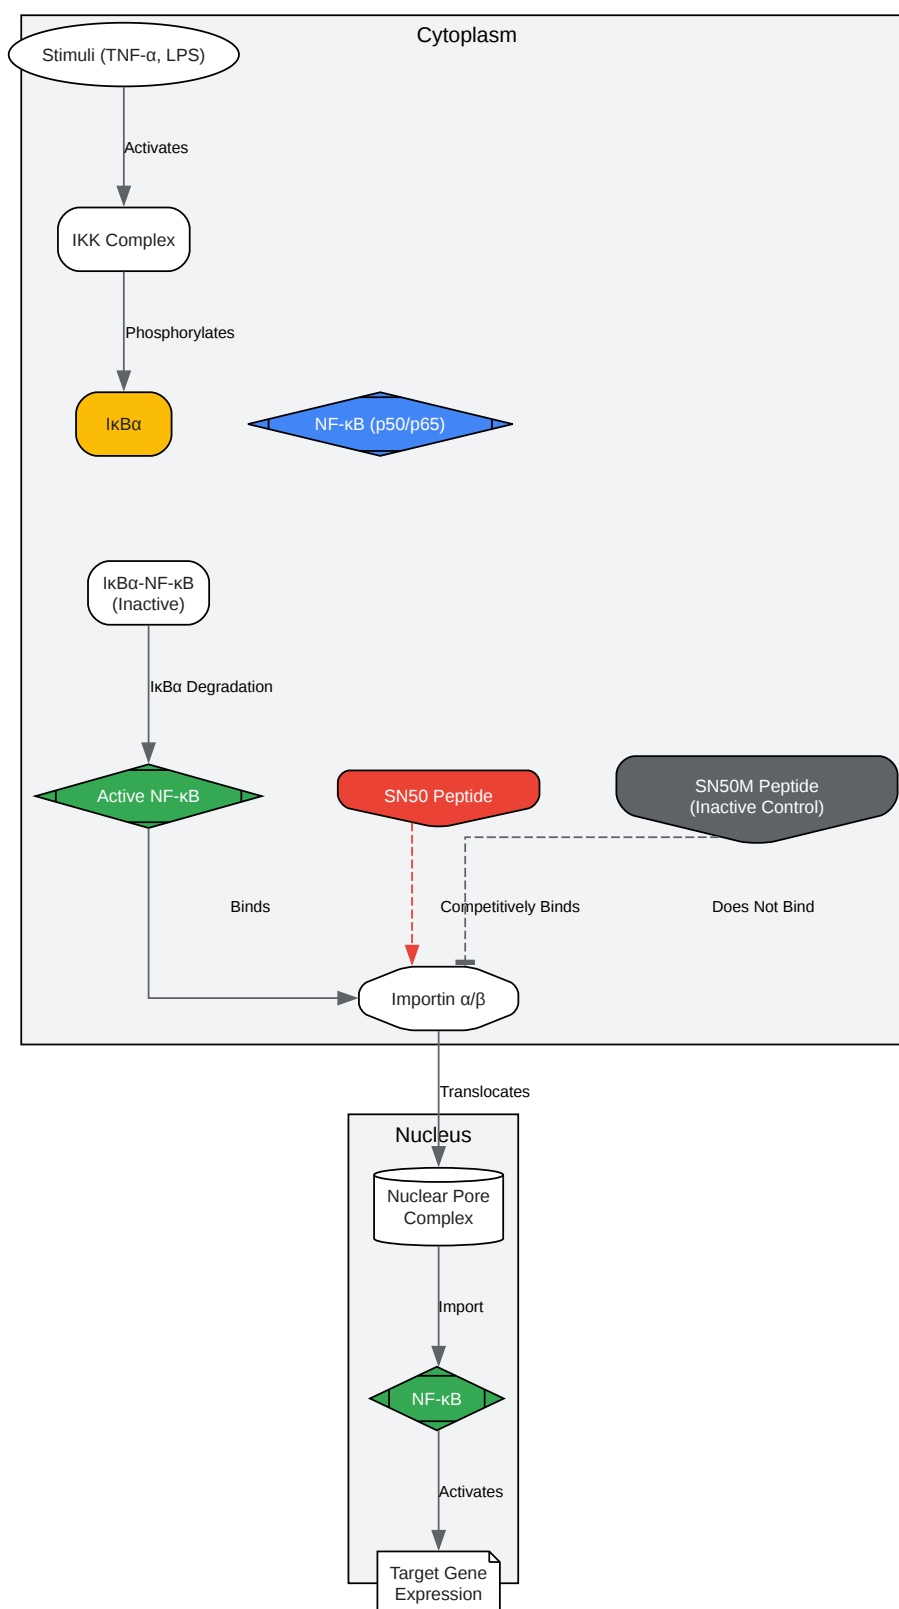 Cytoplasm
Stimuli (TNF-α, LPS)
Activates
IKK Complex
Phosphorylates
IκBα
NF-κB (p50/p65)
IκBα-NF-κB
(Inactive)
IκBα Degradation
Active NF-κB
SN50 Peptide
SN50M Peptide
(Inactive Control)
Binds
Competitively Binds
Does Not Bind
Importin α/β
Translocates
Nucleus
Nuclear Pore
Complex
Import
NF-κB
Activates
Target Gene
Expression